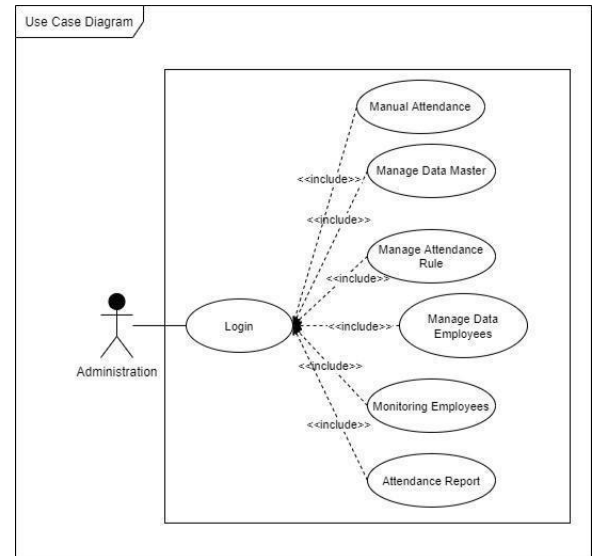 Use Case Diagram
Manual Attendance
<<include>>
Manage Data Master
<<include>>
Manage Attendance
Rule
<<include>>
Login
<<include>>
Manage Data
Employees
Administration
<<include>>
Monitoring Employees
<<include>>
Attendance Report